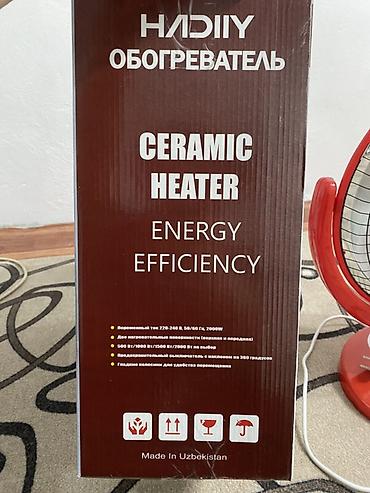 HADIIY
ОБОГРЕВАТЕЛЬ
CERAMIC
HEATER
ENERGY
EFFICIENCY
Переменный ток 220-240 В, 50/60 Гц, 2000W
Две нагревательные поверхности (верхняя и передняя)
500 Вт/1000 Вт/1500 Вт/2000 Вт на выбор
Предохранительный выключатель с наклоном на 360 градусов
Гладкие колесики для удобства перемещения
Made In Uzbekistan